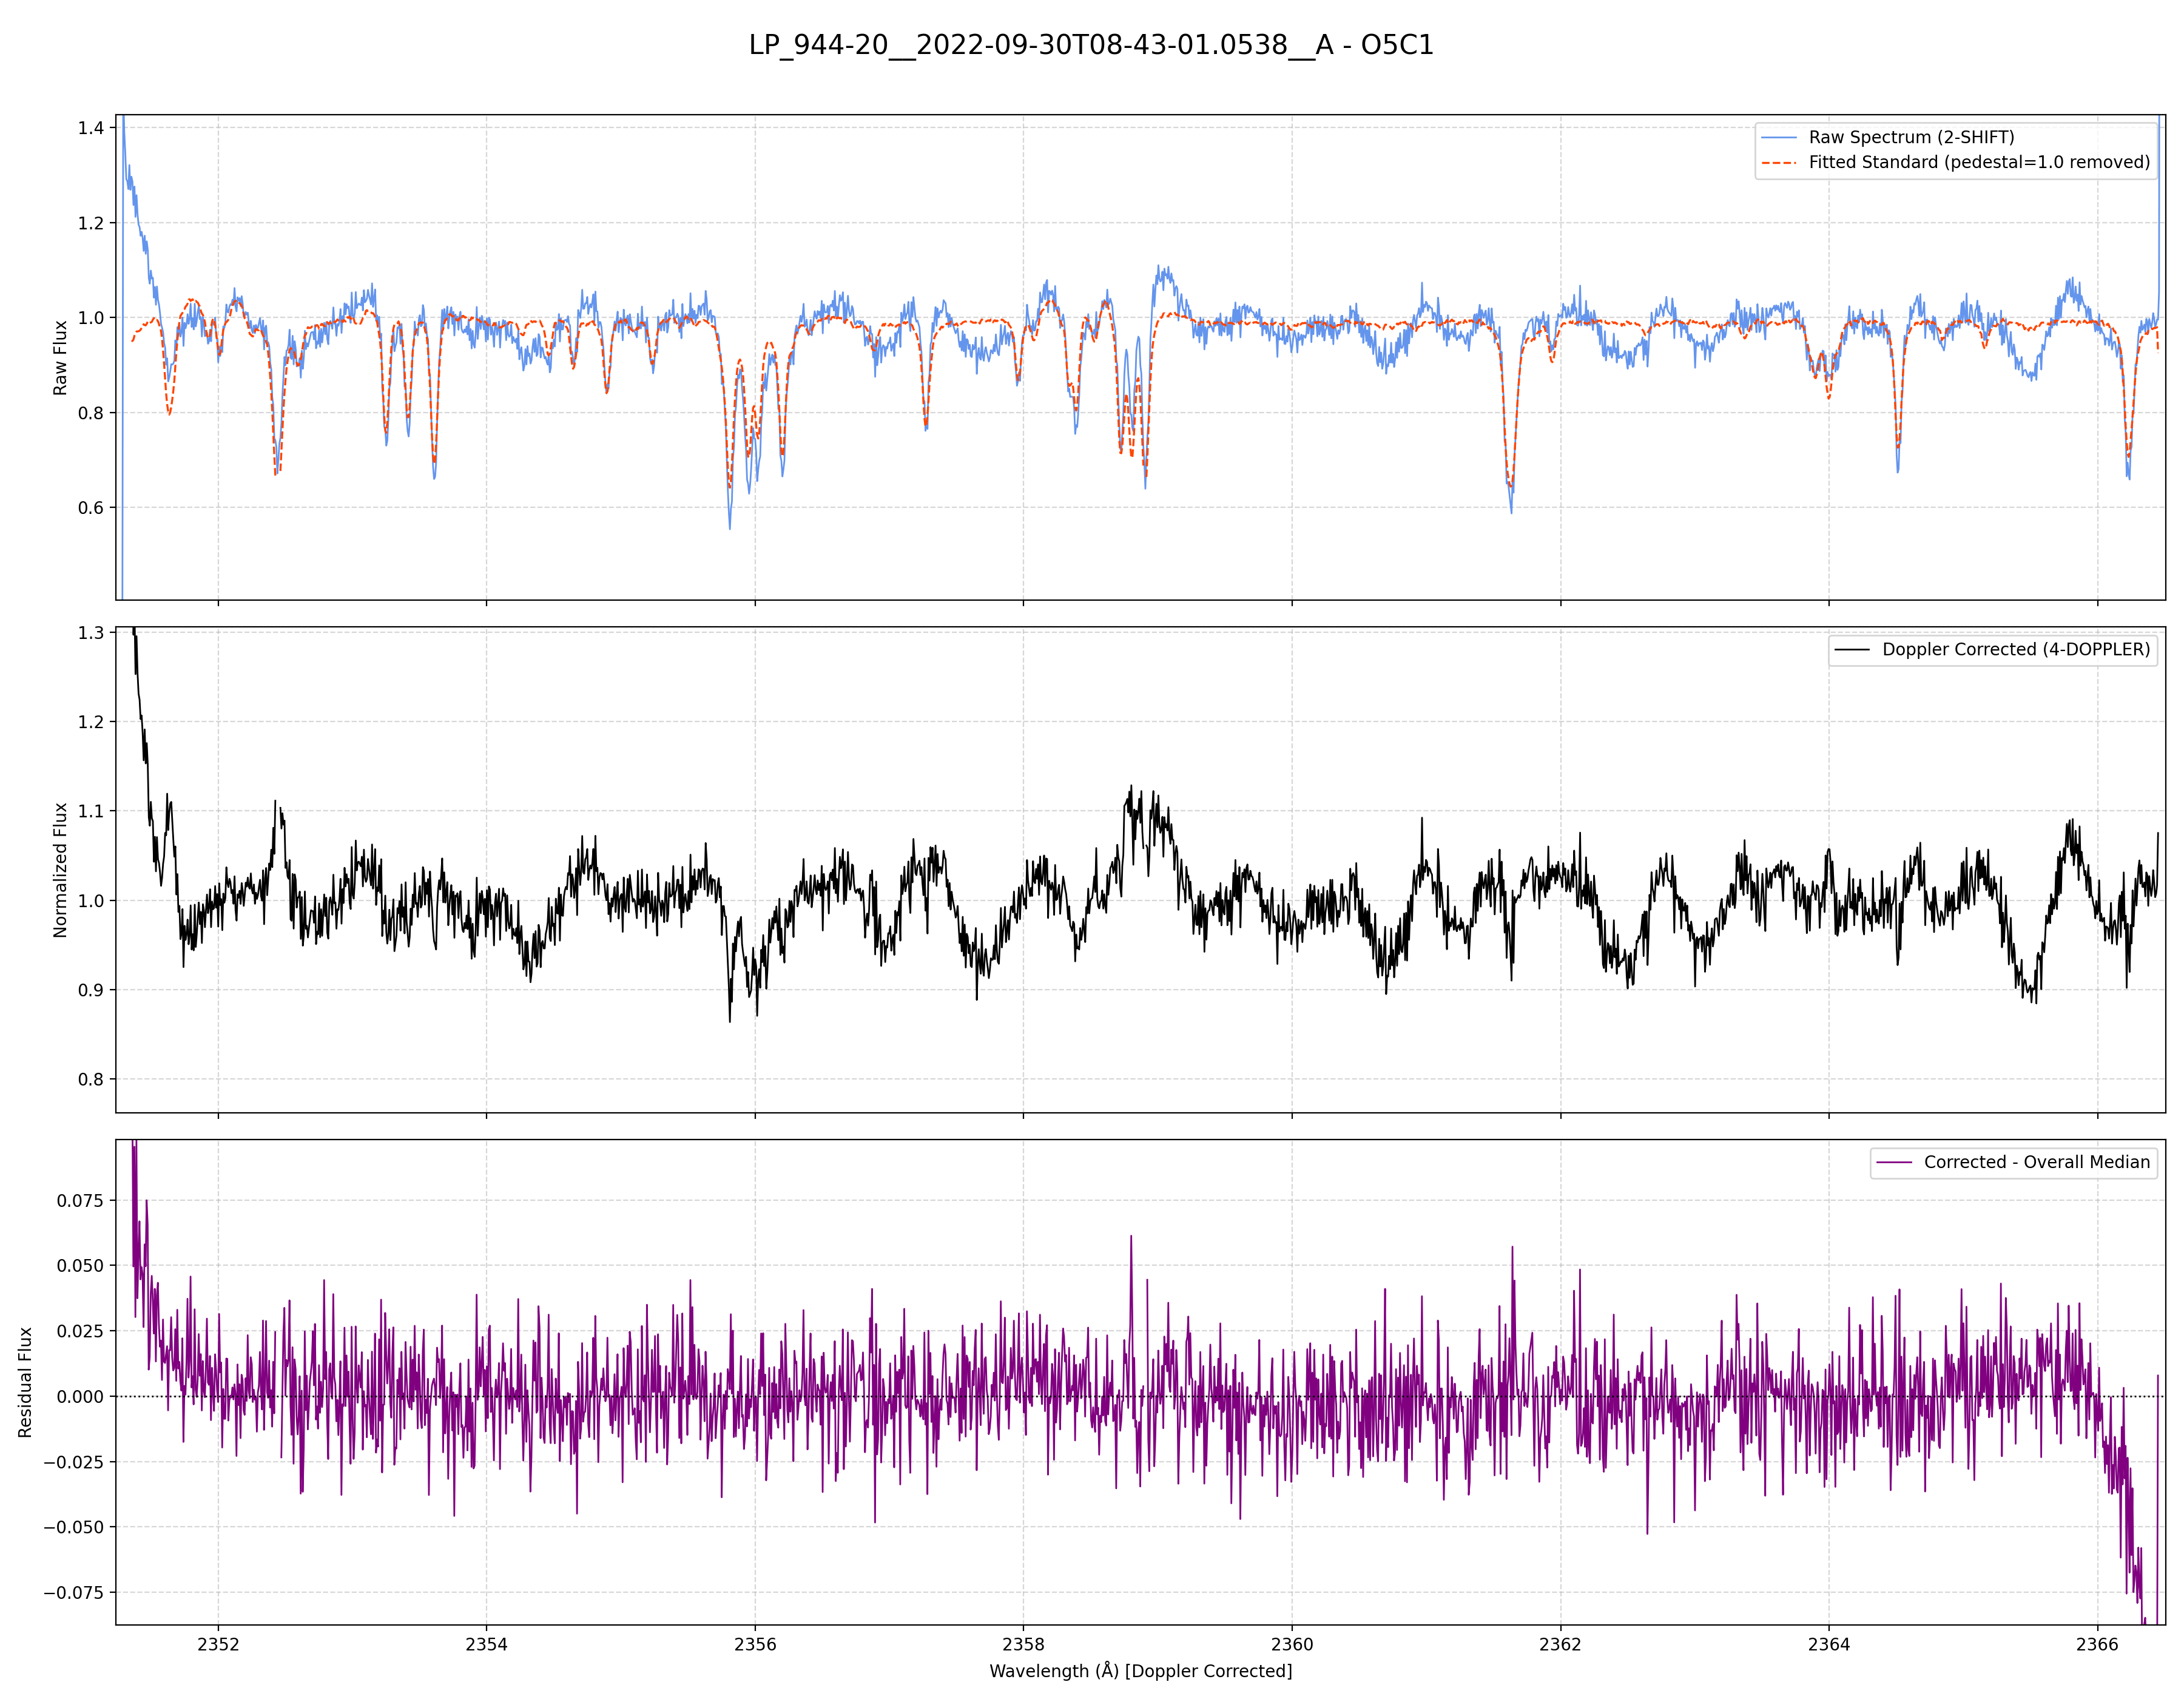 LP_944-20__2022-09-30T08-43-01.0538__A - O5C1
1.4
1.2
1.0
0.8
0.6
Raw Flux
Raw Spectrum (2-SHIFT)
Fitted Standard (pedestal=1.0 removed)
1.3
1.2
1.1
1.0
0.9
0.8
Normalized Flux
Doppler Corrected (4-DOPPLER)
0.075
0.050
0.025
0.000
−0.025
−0.050
−0.075
Residual Flux
Corrected - Overall Median
2352 2354 2356 2358 2360 2362 2364 2366
Wavelength (Å) [Doppler Corrected]